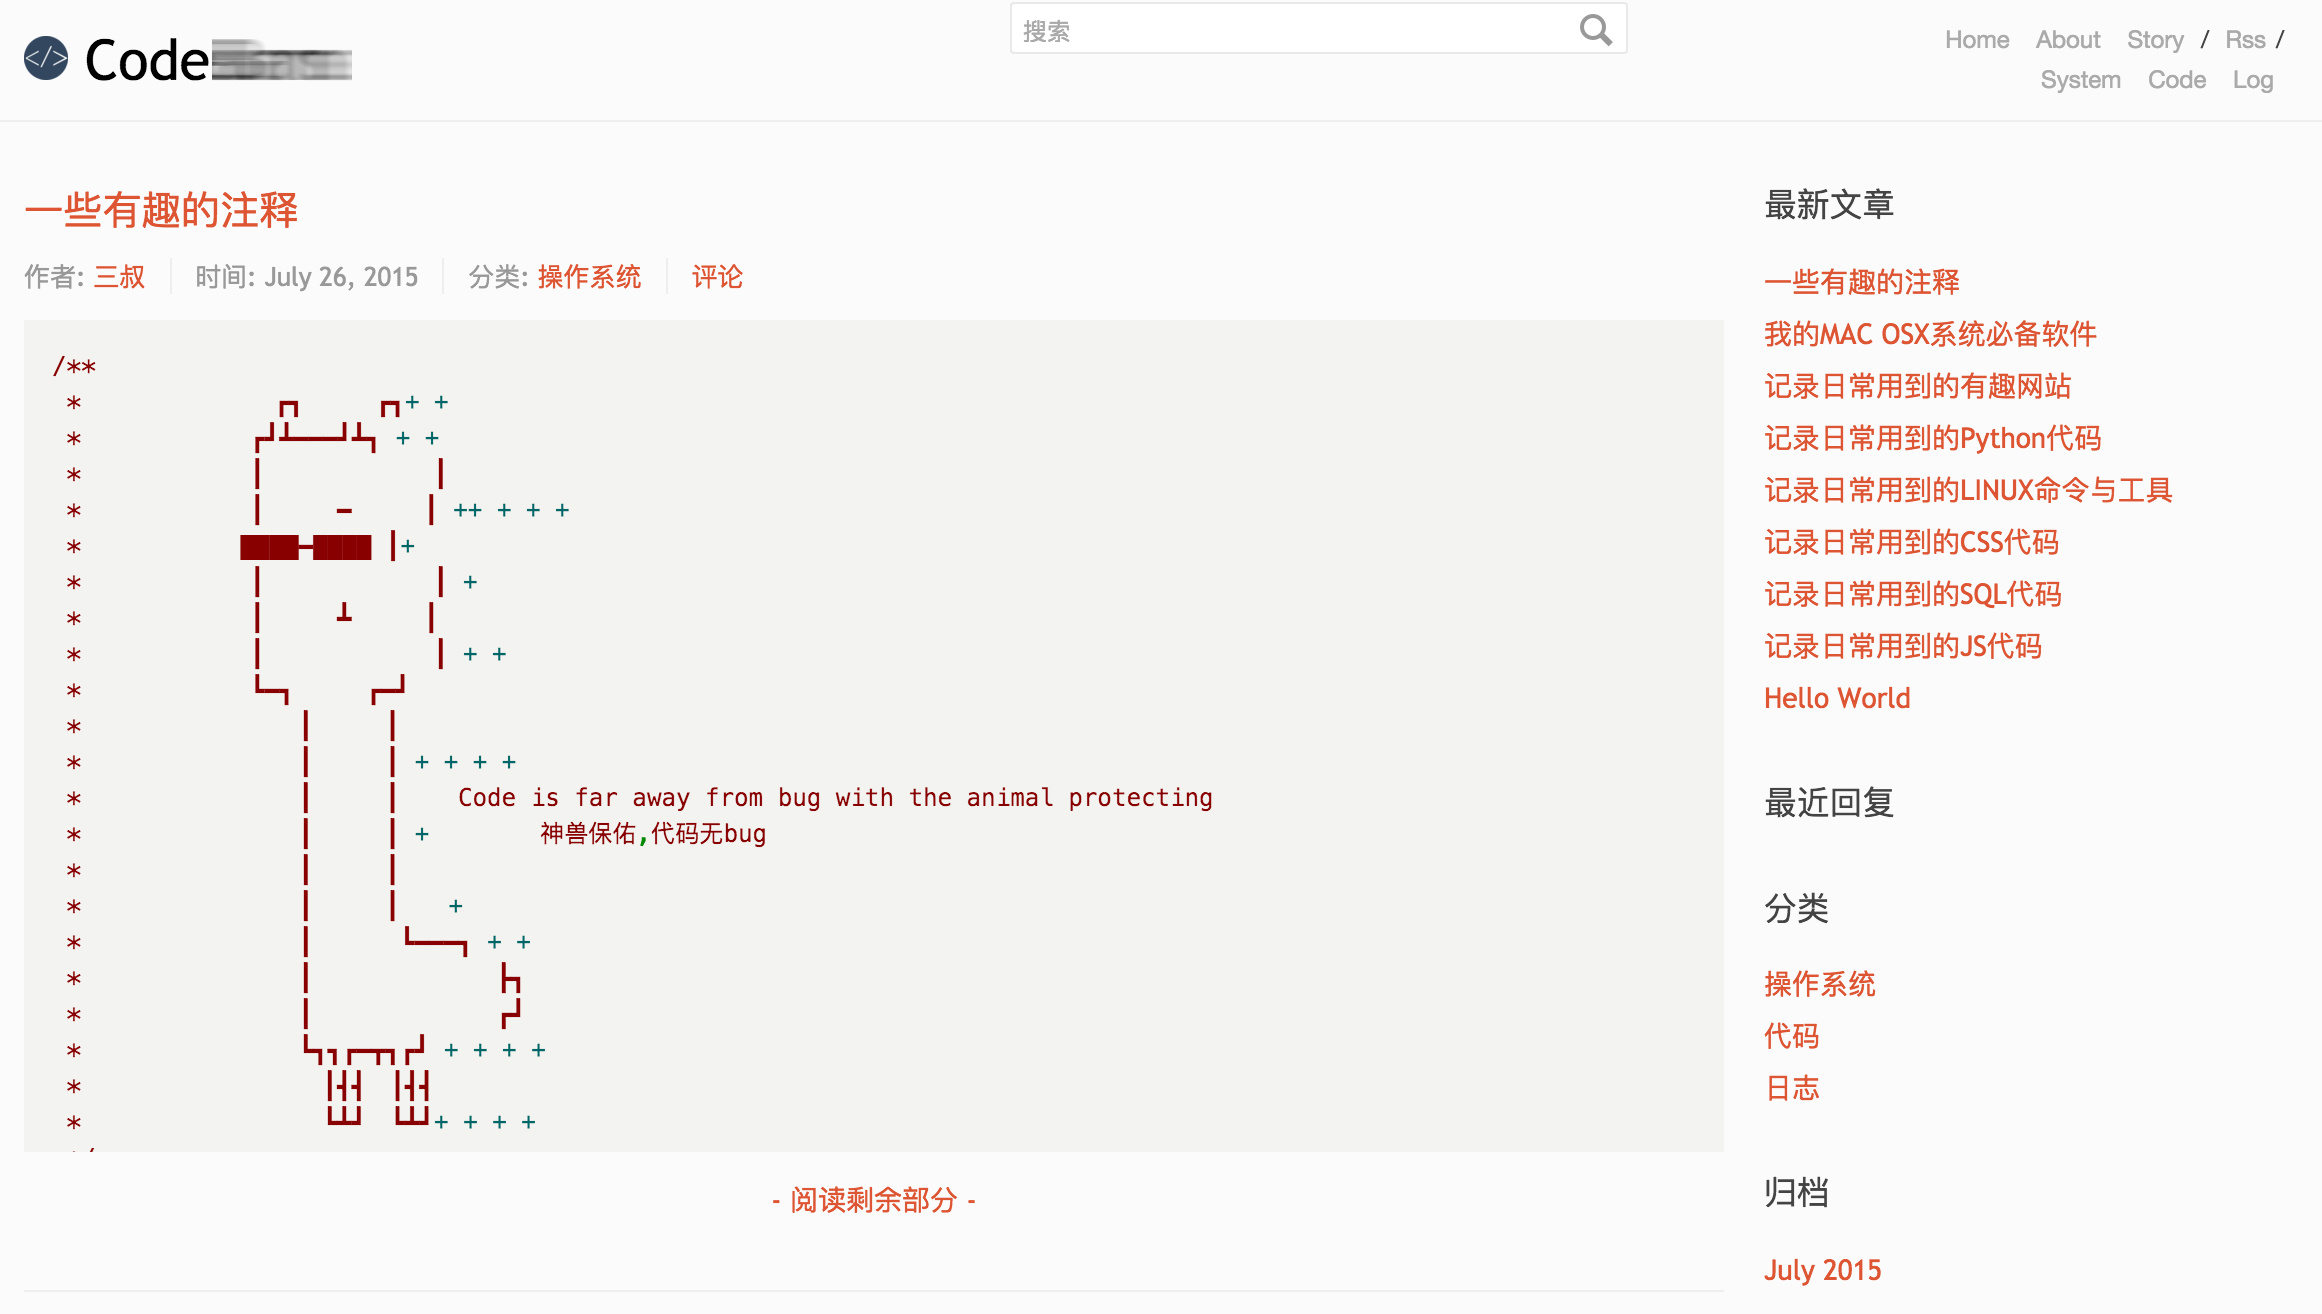 Code
搜索
Home About Story / Rss /
System Code Log
一些有趣的注释
作者: 三叔 时间: July 26, 2015 分类: 操作系统 评论
/**
 *              ┏┓      ┏┓+ +
 *            ┏┛┻━━━┛┻┓ + +
 *            ┃            ┃
 *            ┃     ━      ┃ ++ + + +
 *           ████━████ ┃+
 *            ┃            ┃ +
 *            ┃     ┻      ┃
 *            ┃            ┃ + +
 *            ┗━┓      ┏━┛
 *               ┃     ┃
 *               ┃     ┃ + + + +
 *               ┃     ┃    Code is far away from bug with the animal protecting
 *               ┃     ┃ +       神兽保佑,代码无bug
 *               ┃     ┃
 *               ┃     ┃   +
 *               ┃      ┗━━━┓ + +
 *               ┃             ┣┓
 *               ┃             ┏┛
 *               ┗┓┓┏━┳┓┏┛ + + + +
 *                 ┃┫┫  ┃┫┫
 *                 ┗┻┛  ┗┻┛+ + + +
- 阅读剩余部分 -
最新文章
一些有趣的注释
我的MAC OSX系统必备软件
记录日常用到的有趣网站
记录日常用到的Python代码
记录日常用到的LINUX命令与工具
记录日常用到的CSS代码
记录日常用到的SQL代码
记录日常用到的JS代码
Hello World
最近回复
分类
操作系统
代码
日志
归档
July 2015